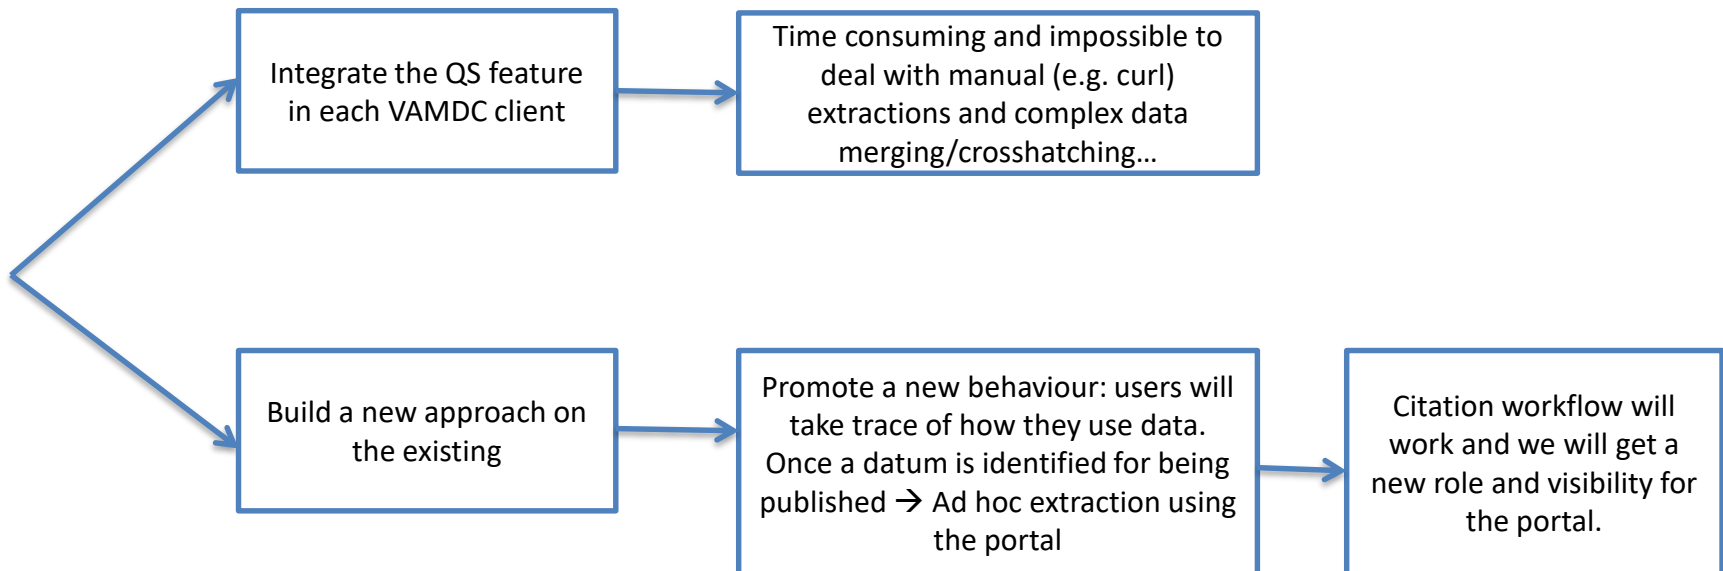 Integrate the QS feature
in each VAMDC client
Time consuming and impossible to
deal with manual (e.g. curl)
extractions and complex data
merging/crosshatching…
Build a new approach on
the existing
Promote a new behaviour: users will
take trace of how they use data.
Once a datum is identified for being
published → Ad hoc extraction using
the portal
Citation workflow will
work and we will get a
new role and visibility for
the portal.